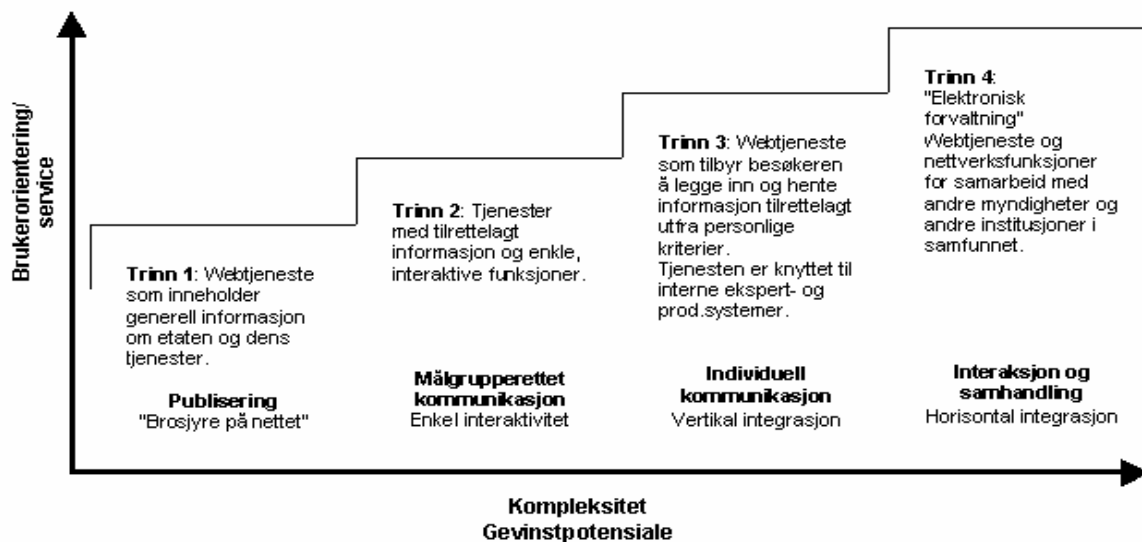 Brukerorientering/
service
Trinn 1: Webtjeneste
som inneholder
generell informasjon
om etaten og dens
tjenester.
Publisering
"Brosjyre på nettet"
Trinn 2: Tjenester
med tilrettelagt
informasjon og enkle,
interaktive funksjoner.
Målgrupperettet
kommunikasjon
Enkel interaktivitet
Trinn 3: Webtjeneste
som tilbyr besøkeren
å legge inn og hente
informasjon tilrettelagt
utfra personlige
kriterier.
Tjenesten er knyttet til
interne ekspert- og
prod.systemer.
Individuell
kommunikasjon
Vertikal integrasjon
Trinn 4:
"Elektronisk
forvaltning"
Webtjeneste og
nettverksfunksjoner
for samarbeid med
andre myndigheter og
andre institusjoner i
samfunnet.
Interaksjon og
samhandling
Horisontal integrasjon
Kompleksitet
Gevinstpotensiale